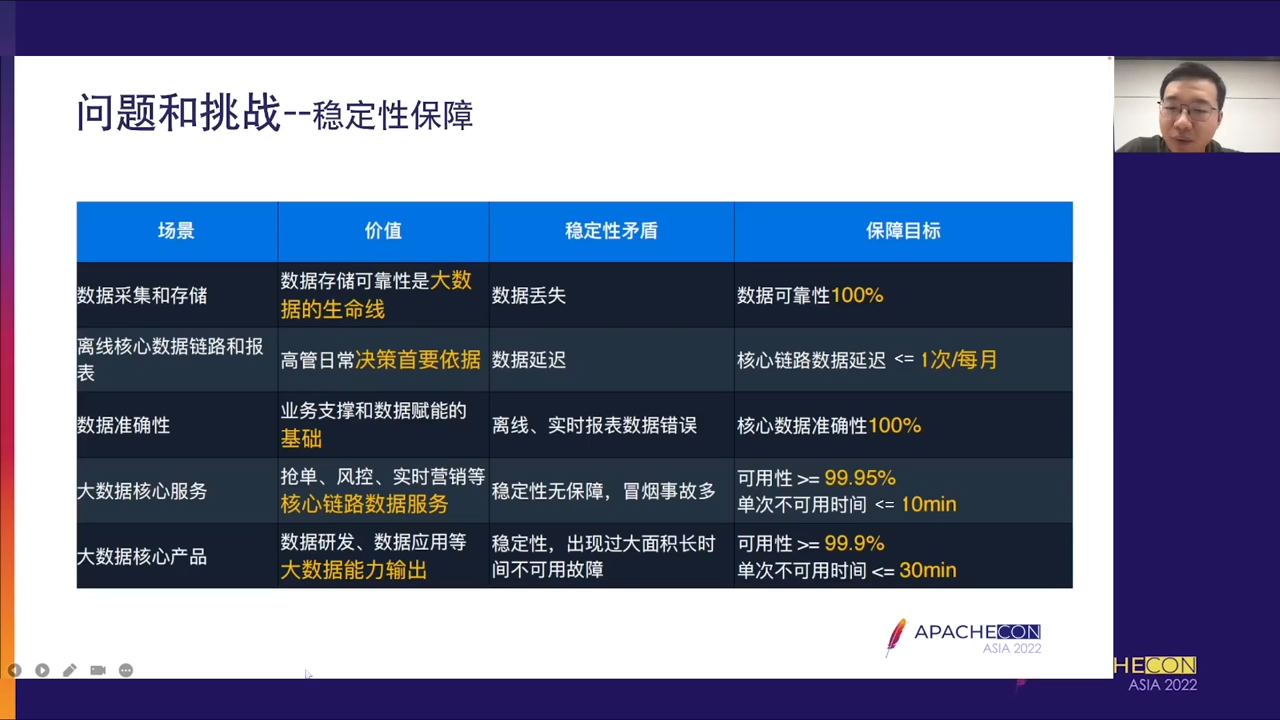 问题和挑战--稳定性保障
场景 价值 稳定性矛盾 保障目标
数据采集和存储
数据存储可靠性是大数
据的生命线
数据丢失
数据可靠性100%
离线核心数据链路和报
表
高管日常决策首要依据
数据延迟
核心链路数据延迟 <= 1次/每月
数据准确性
业务支撑和数据赋能的
基础
离线、实时报表数据错误
核心数据准确性100%
大数据核心服务
抢单、风控、实时营销等
核心链路数据服务
稳定性无保障，冒烟事故多
可用性 >= 99.95%
单次不可用时间 <= 10min
大数据核心产品
数据研发、数据应用等
大数据能力输出
稳定性，出现过大面积长时
间不可用故障
可用性 >= 99.9%
单次不可用时间 <= 30min
APACHECON
ASIA 2022
HECON
ASIA 2022